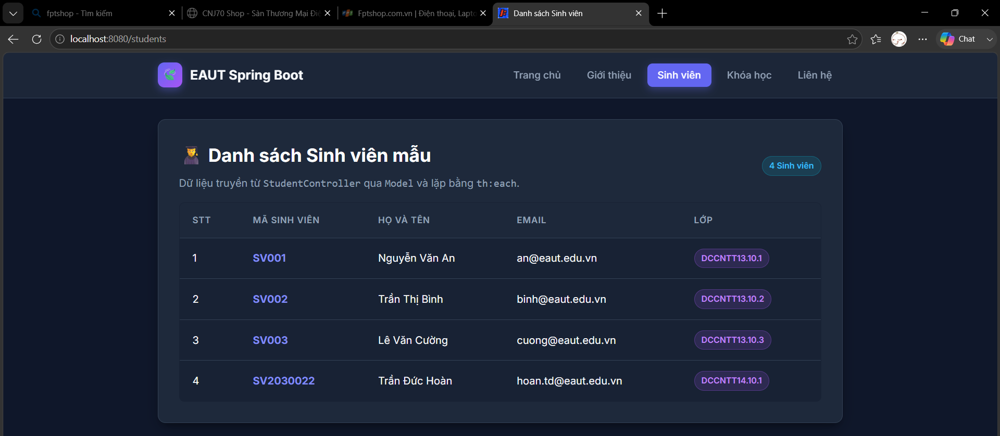 fptshop - Tìm kiếm
CNJ70 Shop - Sàn Thương Mại Điệ
Fptshop.com.vn | Điện thoại, Lapto
Danh sách Sinh viên
localhost:8080/students
Chat
EAUT Spring Boot
Trang chủ
Giới thiệu
Sinh viên
Khóa học
Liên hệ
Danh sách Sinh viên mẫu
4 Sinh viên
Dữ liệu truyền từ StudentController qua Model và lặp bằng th:each.
STT MÃ SINH VIÊN HỌ VÀ TÊN EMAIL LỚP
1 SV001 Nguyễn Văn An an@eaut.edu.vn DCCNTT13.10.1
2 SV002 Trần Thị Bình binh@eaut.edu.vn DCCNTT13.10.2
3 SV003 Lê Văn Cường cuong@eaut.edu.vn DCCNTT13.10.3
4 SV2030022 Trần Đức Hoàn hoan.td@eaut.edu.vn DCCNTT14.10.1